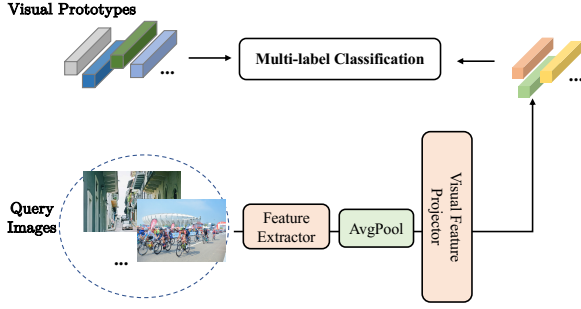 Visual Prototypes
...
Multi-label Classification
...
Query
Images
...
Feature
Extractor
AvgPool
Visual Feature
Projector